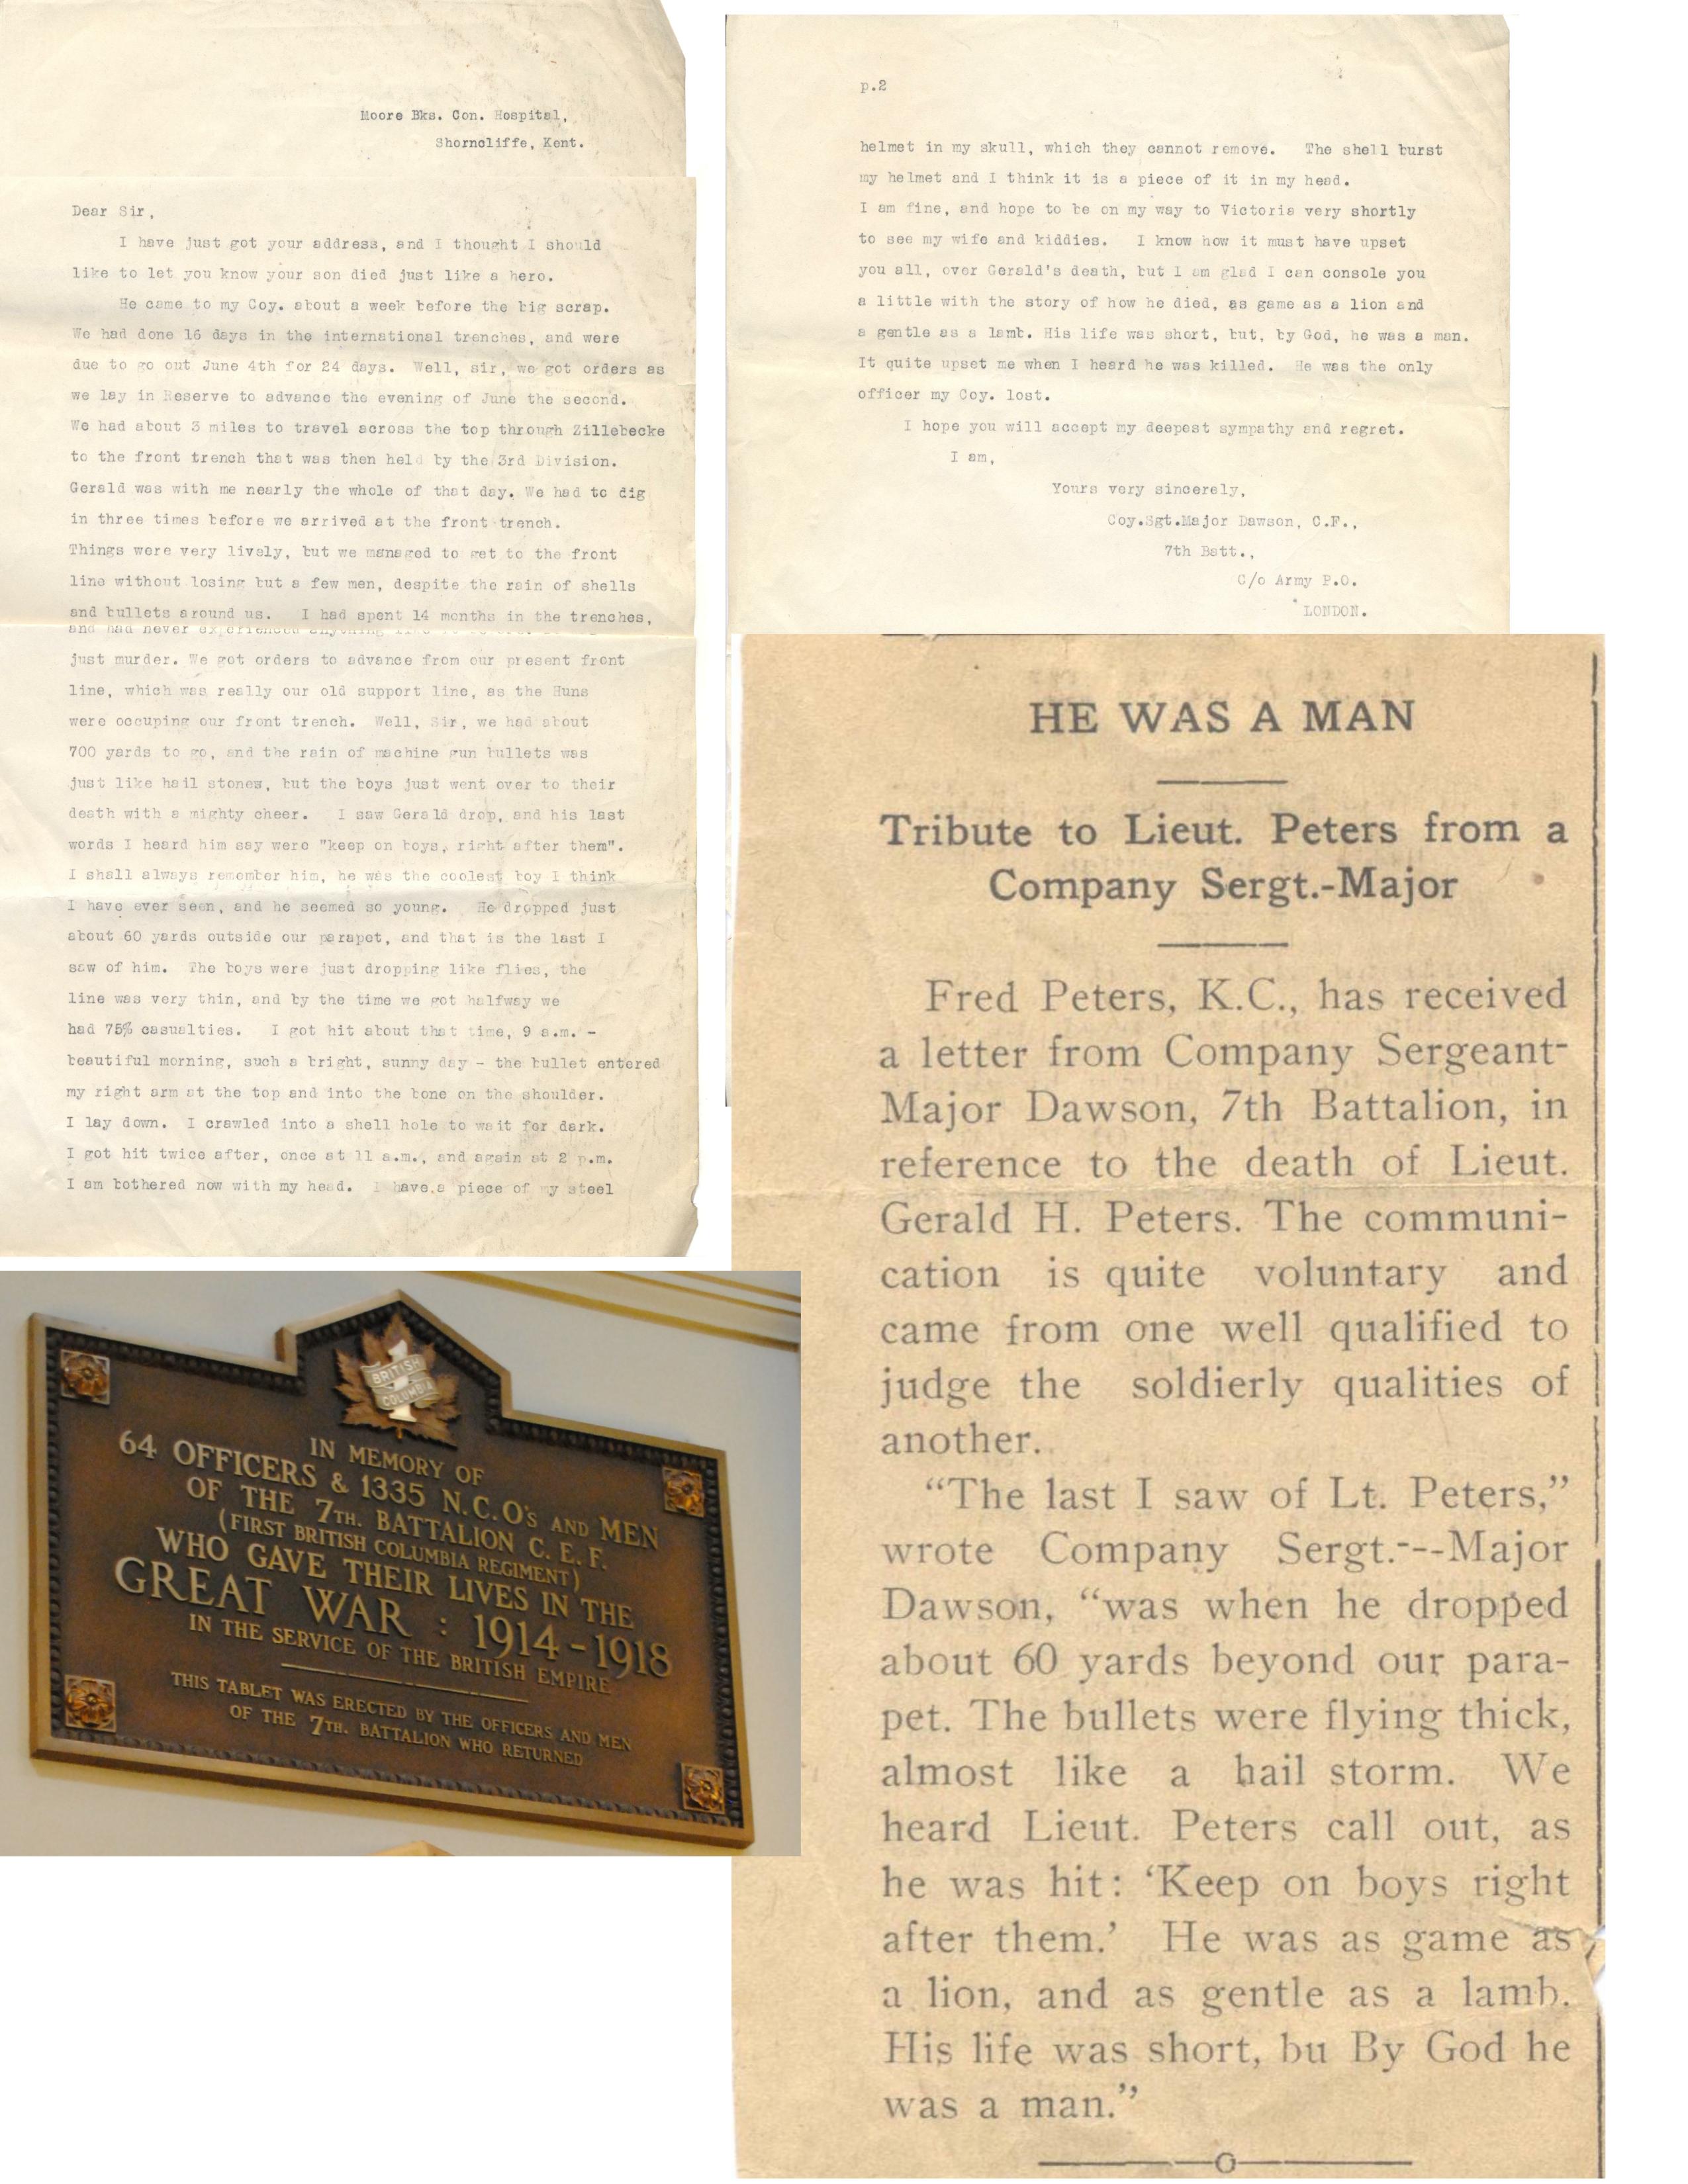 Moore Bks. Con. Hospital,
Shorncliffe, Kent.
Dear Sir,
I have just got your address, and I thought I should
like to let you know your son died just like a hero.
He came to my Coy. about a week before the big scrap.
We had done 16 days in the international trenches, and were
due to go out June 4th for 24 days. Well, sir, we got orders as
we lay in Reserve to advance the evening of June the second.
We had about 3 miles to travel across the top through Zillebecke
to the front trench that was then held by the 3rd Division.
Gerald was with me nearly the whole of that day. We had to dig
in three times before we arrived at the front trench.
Things were very lively, but we managed to get to the front
line without losing but a few men, despite the rain of shells
and bullets around us. I had spent 14 months in the trenches,
and had never experienced anything
just murder. We got orders to advance from our present front
line, which was really our old support line, as the Huns
were occuping our front trench. Well, Sir, we had about
700 yards to go, and the rain of machine gun bullets was
just like hail stonew, but the boys just went over to their
death with a mighty cheer. I saw Gerald drop, and his last
words I heard him say were "keep on boys, right after them".
I shall always remember him, he was the coolest boy I think
I have ever seen, and he seemed so young. He dropped just
about 60 yards outside our parapet, and that is the last I
saw of him. The boys were just dropping like flies, the
line was very thin, and by the time we got halfway we
had 75% casualties. I got hit about that time, 9 a.m. -
beautiful morning, such a bright, sunny day - the bullet entered
my right arm at the top and into the bone on the shoulder.
I lay down. I crawled into a shell hole to wait for dark.
I got hit twice after, once at 11 a.m., and again at 2 p.m.
I am bothered now with my head. I have a piece of my steel
p.2
helmet in my skull, which they cannot remove. The shell burst
my helmet and I think it is a piece of it in my head.
I am fine, and hope to be on my way to Victoria very shortly
to see my wife and kiddies. I know how it must have upset
you all, over Gerald's death, but I am glad I can console you
a little with the story of how he died, as game as a lion and
a gentle as a lamb. His life was short, but, by God, he was a man.
It quite upset me when I heard he was killed. He was the only
officer my Coy. lost.
I hope you will accept my deepest sympathy and regret.
I am,
Yours very sincerely,
Coy.Sgt.Major Dawson, C.F.,
7th Batt.,
C/o Army P.O.
LONDON.
HE WAS A MAN
Tribute to Lieut. Peters from a
Company Sergt.-Major
Fred Peters, K.C., has received
a letter from Company Sergeant-
Major Dawson, 7th Battalion, in
reference to the death of Lieut.
Gerald H. Peters. The communi-
cation is quite voluntary and
came from one well qualified to
judge the soldierly qualities of
another.
“The last I saw of Lt. Peters,”
wrote Company Sergt.---Major
Dawson, “was when he dropped
about 60 yards beyond our para-
pet. The bullets were flying thick,
almost like a hail storm. We
heard Lieut. Peters call out, as
he was hit: ‘Keep on boys right
after them.’ He was as game as
a lion, and as gentle as a lamb.
His life was short, bu By God he
was a man.”
BRITISH
COLUMBIA
IN MEMORY OF
64 OFFICERS & 1335 N.C.O's AND MEN
OF THE 7TH. BATTALION C. E. F.
(FIRST BRITISH COLUMBIA REGIMENT)
WHO GAVE THEIR LIVES IN THE
GREAT WAR : 1914-1918
IN THE SERVICE OF THE BRITISH EMPIRE
THIS TABLET WAS ERECTED BY THE OFFICERS AND MEN
OF THE 7TH. BATTALION WHO RETURNED